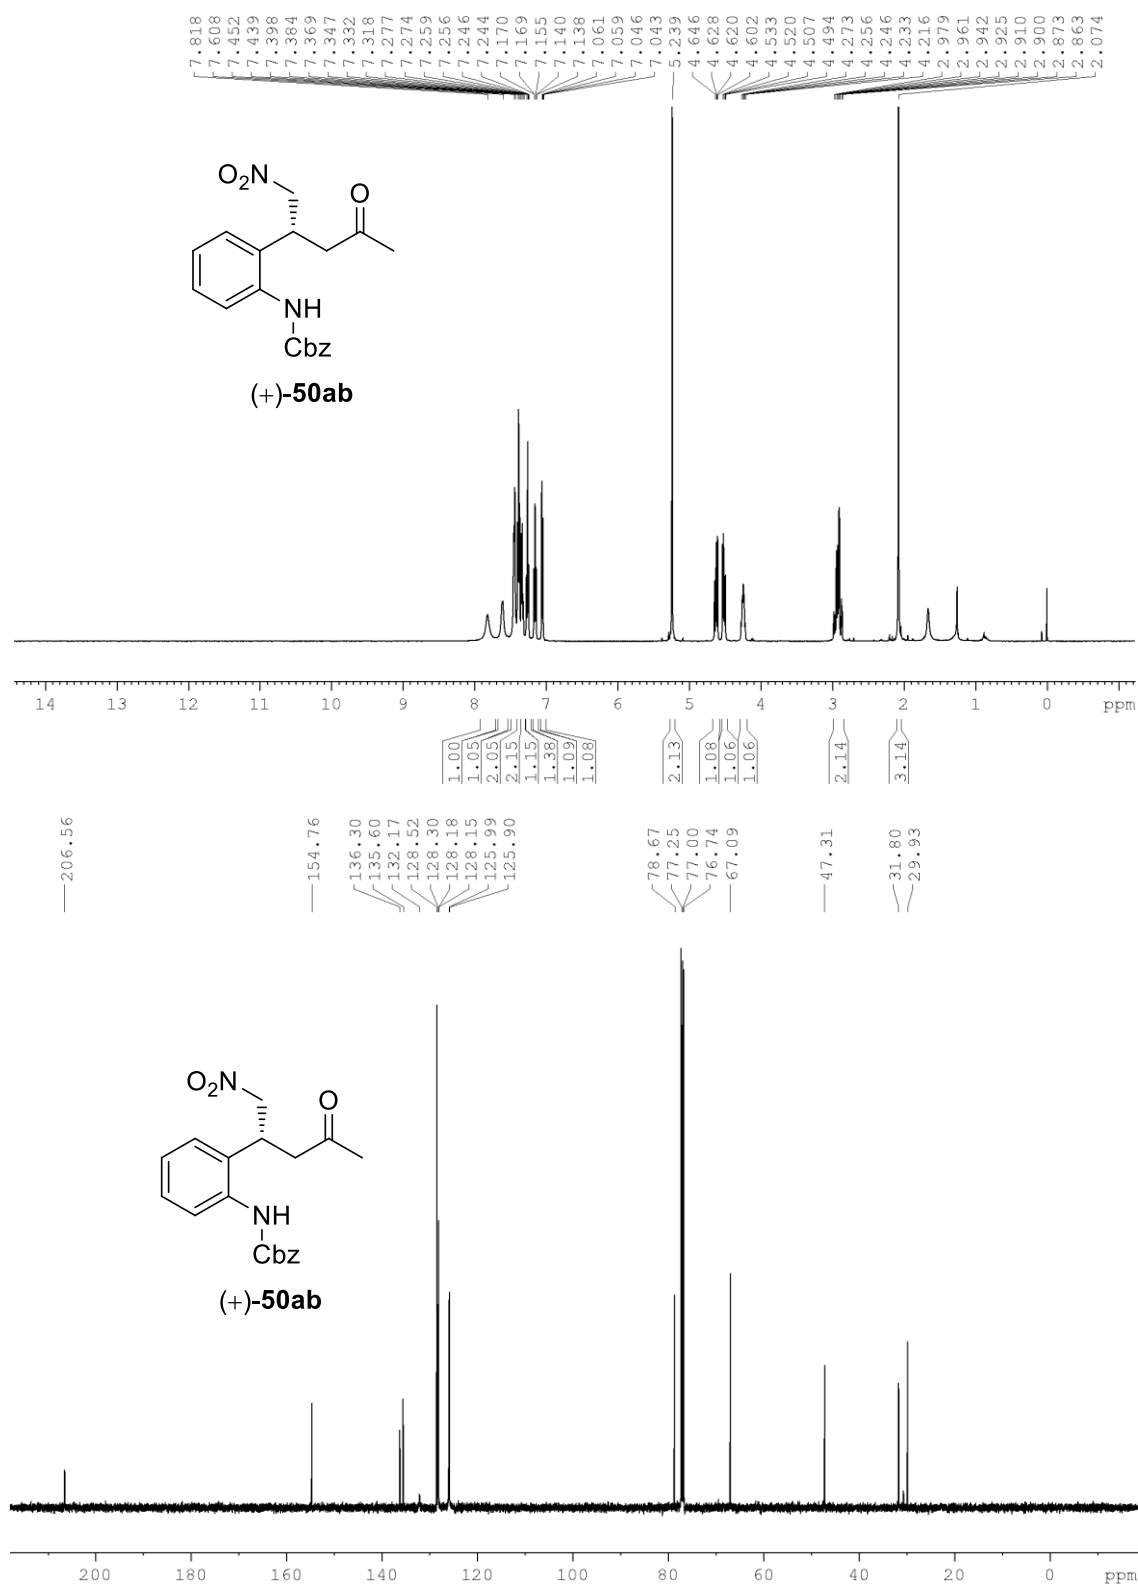 7.818 7.608 7.452 7.439 7.398 7.384 7.369 7.347 7.332 7.318 7.277 7.274 7.259 7.256 7.246 7.244 7.170 7.169 7.155 7.140 7.138 7.061 7.059 7.046 7.043 5.239 4.646 4.628 4.620 4.602 4.533 4.520 4.507 4.494 4.273 4.256 4.246 4.233 4.216 2.979 2.961 2.942 2.925 2.910 2.900 2.873 2.863 2.074
O2N
O
NH
Cbz
(+)-50ab
14 13 12 11 10 9 8 7 6 5 4 3 2 1 0 ppm
1.00 1.05 2.05 2.15 1.15 1.38 1.09 1.08 2.13 1.08 1.06 1.06 2.14 3.14
206.56 154.76 136.30 135.60 132.17 128.52 128.30 128.18 128.15 125.99 125.90 78.67 77.25 77.00 76.74 67.09 47.31 31.80 29.93
O2N
O
NH
Cbz
(+)-50ab
200 180 160 140 120 100 80 60 40 20 0 ppm